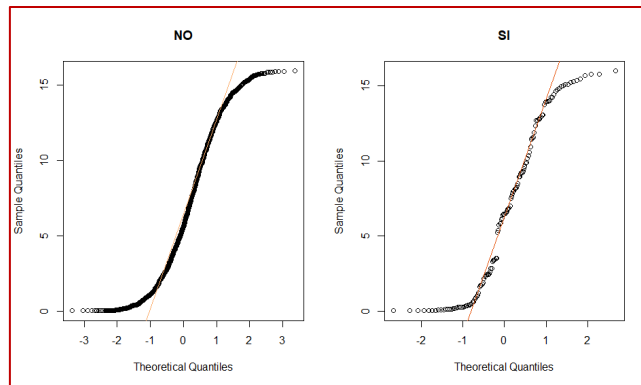 NO
Sample Quantiles
15
10
5
0
-3 -2 -1 0 1 2 3
Theoretical Quantiles
SI
Sample Quantiles
15
10
5
0
-2 -1 0 1 2
Theoretical Quantiles